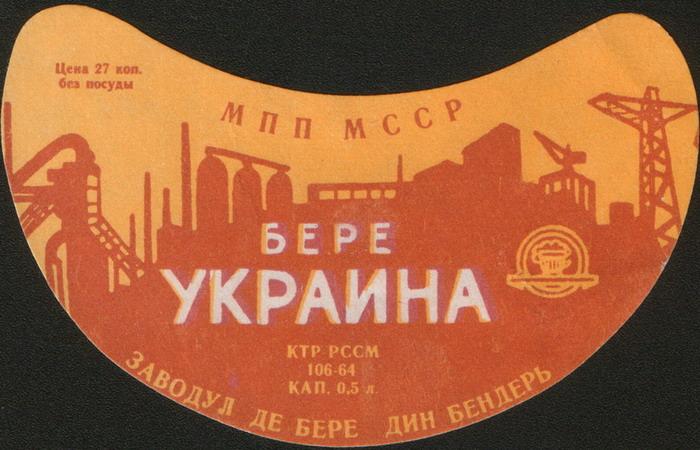 Цена 27 коп.
без посуды
МПП МССР
БЕРЕ
УКРАИНА
КТР РССМ
106-64
КАП. 0,5 л.
ЗАВОДУЛ ДЕ БЕРЕ ДИН БЕНДЕРЬ